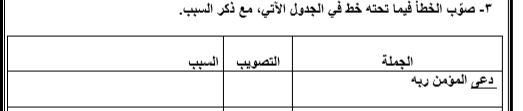 ٣- صوّب الخطأ فيما تحته خط في الجدول الآتي، مع ذكر السبب.
الجملة التصويب السبب
دعى المؤمن ربه